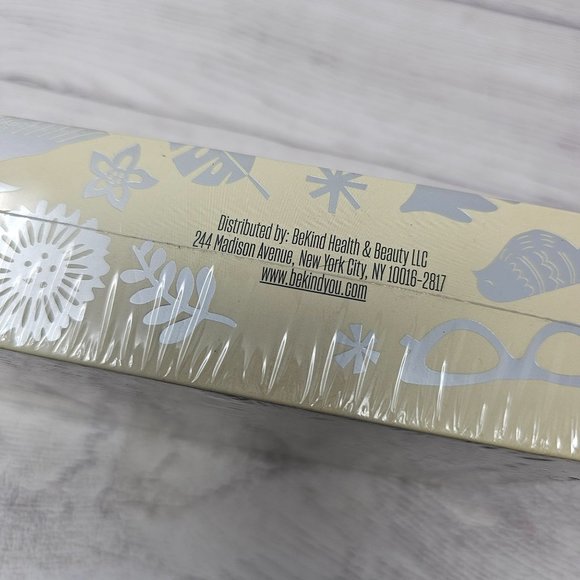 Distributed by: BeKind Health & Beauty LLC
244 Madison Avenue, New York City, NY 10016-2817
www.bekindyou.com